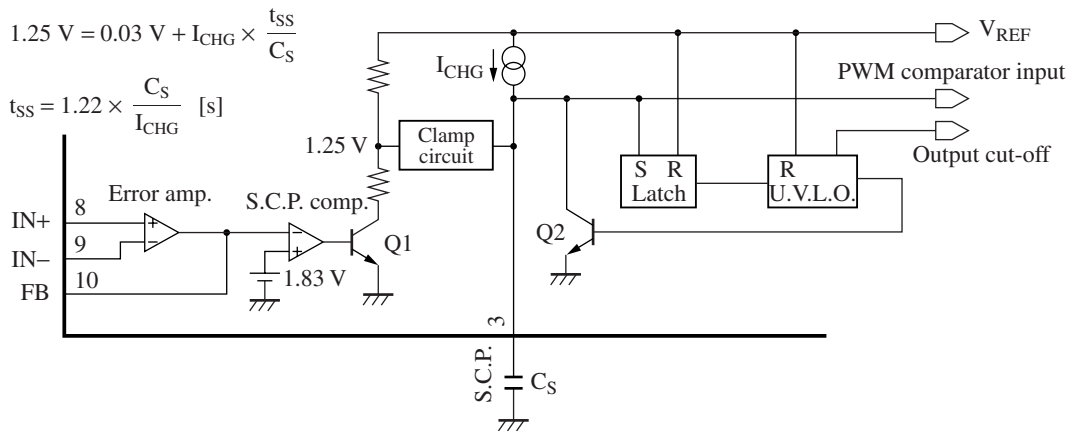 1.25 V = 0.03 V + I_CHG × t_SS / C_S
t_SS = 1.22 × C_S / I_CHG [s]
V_REF
I_CHG
PWM comparator input
1.25 V
Clamp
circuit
Output cut-off
S R
Latch
R
U.V.L.O.
Error amp.
S.C.P. comp.
IN+ 8
IN− 9
FB 10
+
−
−
+
Q1
Q2
1.83 V
3
S.C.P.
C_S